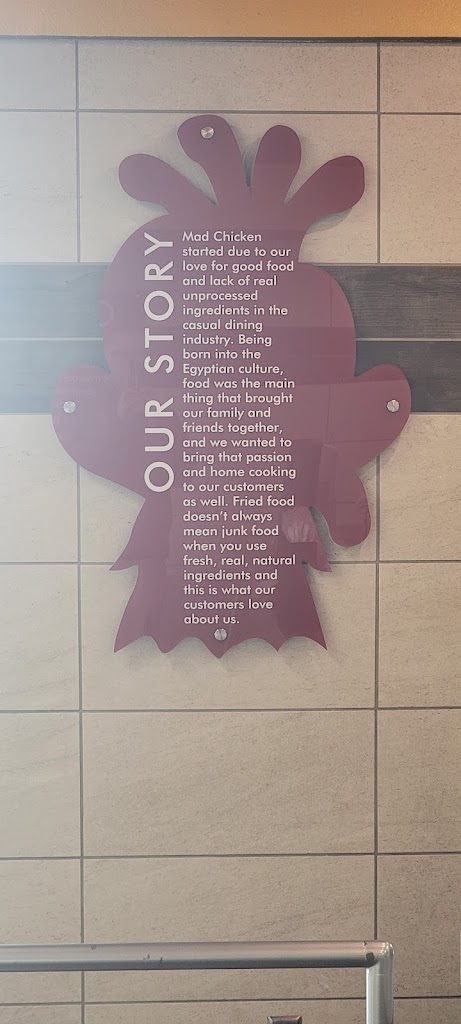 OUR STORY
Mad Chicken
started due to our
love for good food
and lack of real
unprocessed
ingredients in the
casual dining
industry. Being
born into the
Egyptian culture,
food was the main
thing that brought
our family and
friends together,
and we wanted to
bring that passion
and home cooking
to our customers
as well. Fried food
doesn't always
mean junk food
when you use
fresh, real, natural
ingredients and
this is what our
customers love
about us.